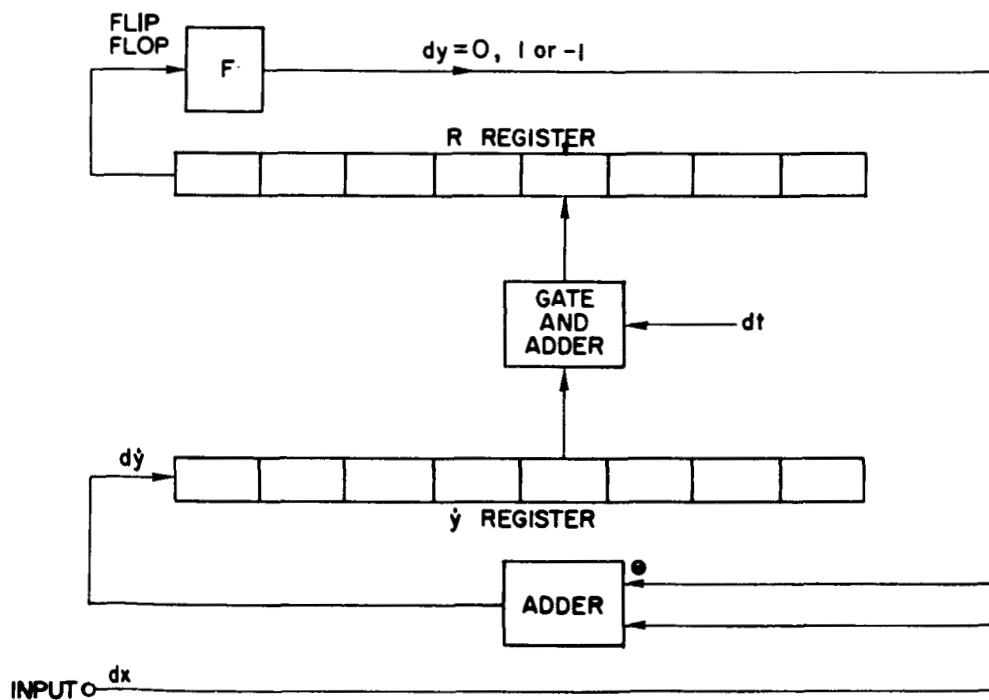 FLIP
FLOP
F
dy = 0, 1 or -1
R REGISTER
GATE
AND
ADDER
dt
dẏ
ẏ REGISTER
ADDER
INPUT
dx